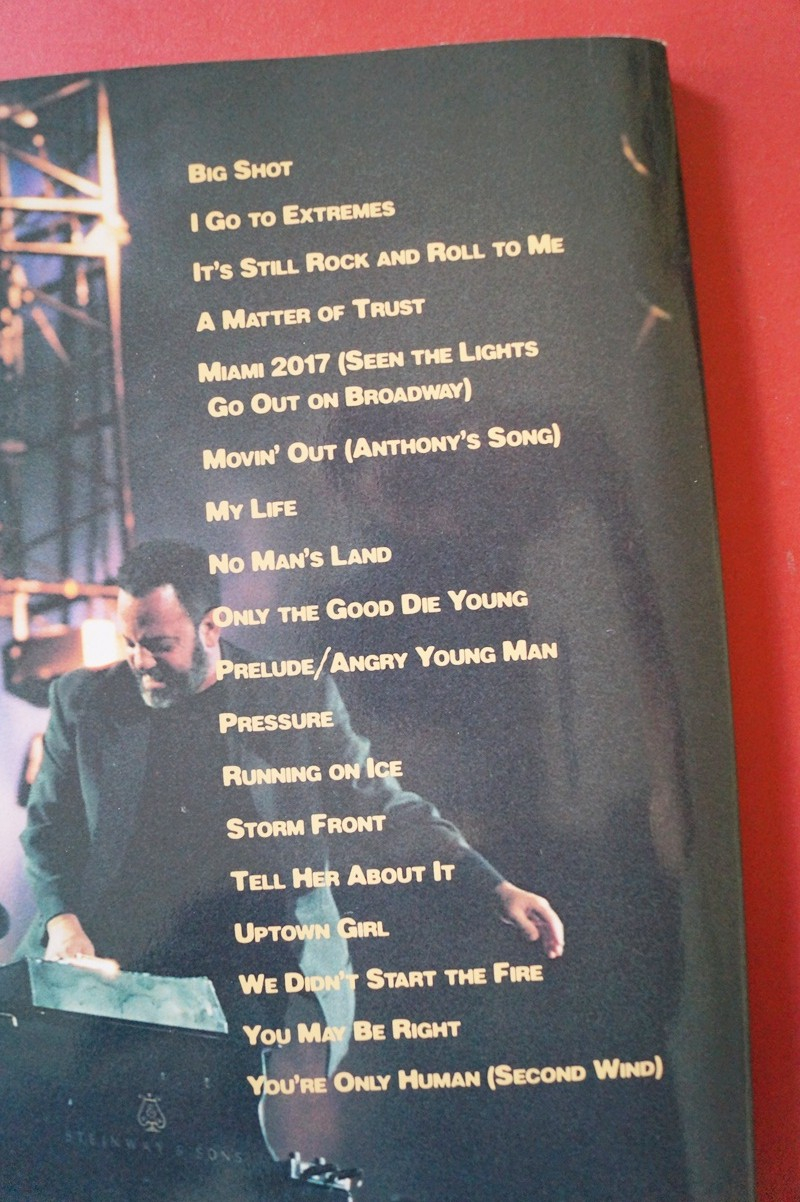 Big Shot
I Go to Extremes
It's Still Rock and Roll to Me
A Matter of Trust
Miami 2017 (Seen the Lights
Go Out on Broadway)
Movin' Out (Anthony's Song)
My Life
No Man's Land
Only the Good Die Young
Prelude/Angry Young Man
Pressure
Running on Ice
Storm Front
Tell Her About It
Uptown Girl
We Didn't Start the Fire
You May Be Right
You're Only Human (Second Wind)
STEINWAY & SONS